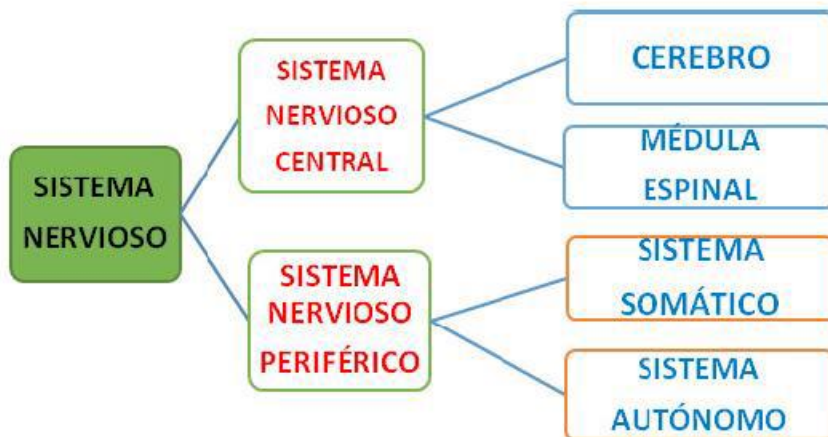 SISTEMA
NERVIOSO
SISTEMA
NERVIOSO
CENTRAL
CEREBRO
MÉDULA
ESPINAL
SISTEMA
NERVIOSO
PERIFÉRICO
SISTEMA
SOMÁTICO
SISTEMA
AUTÓNOMO